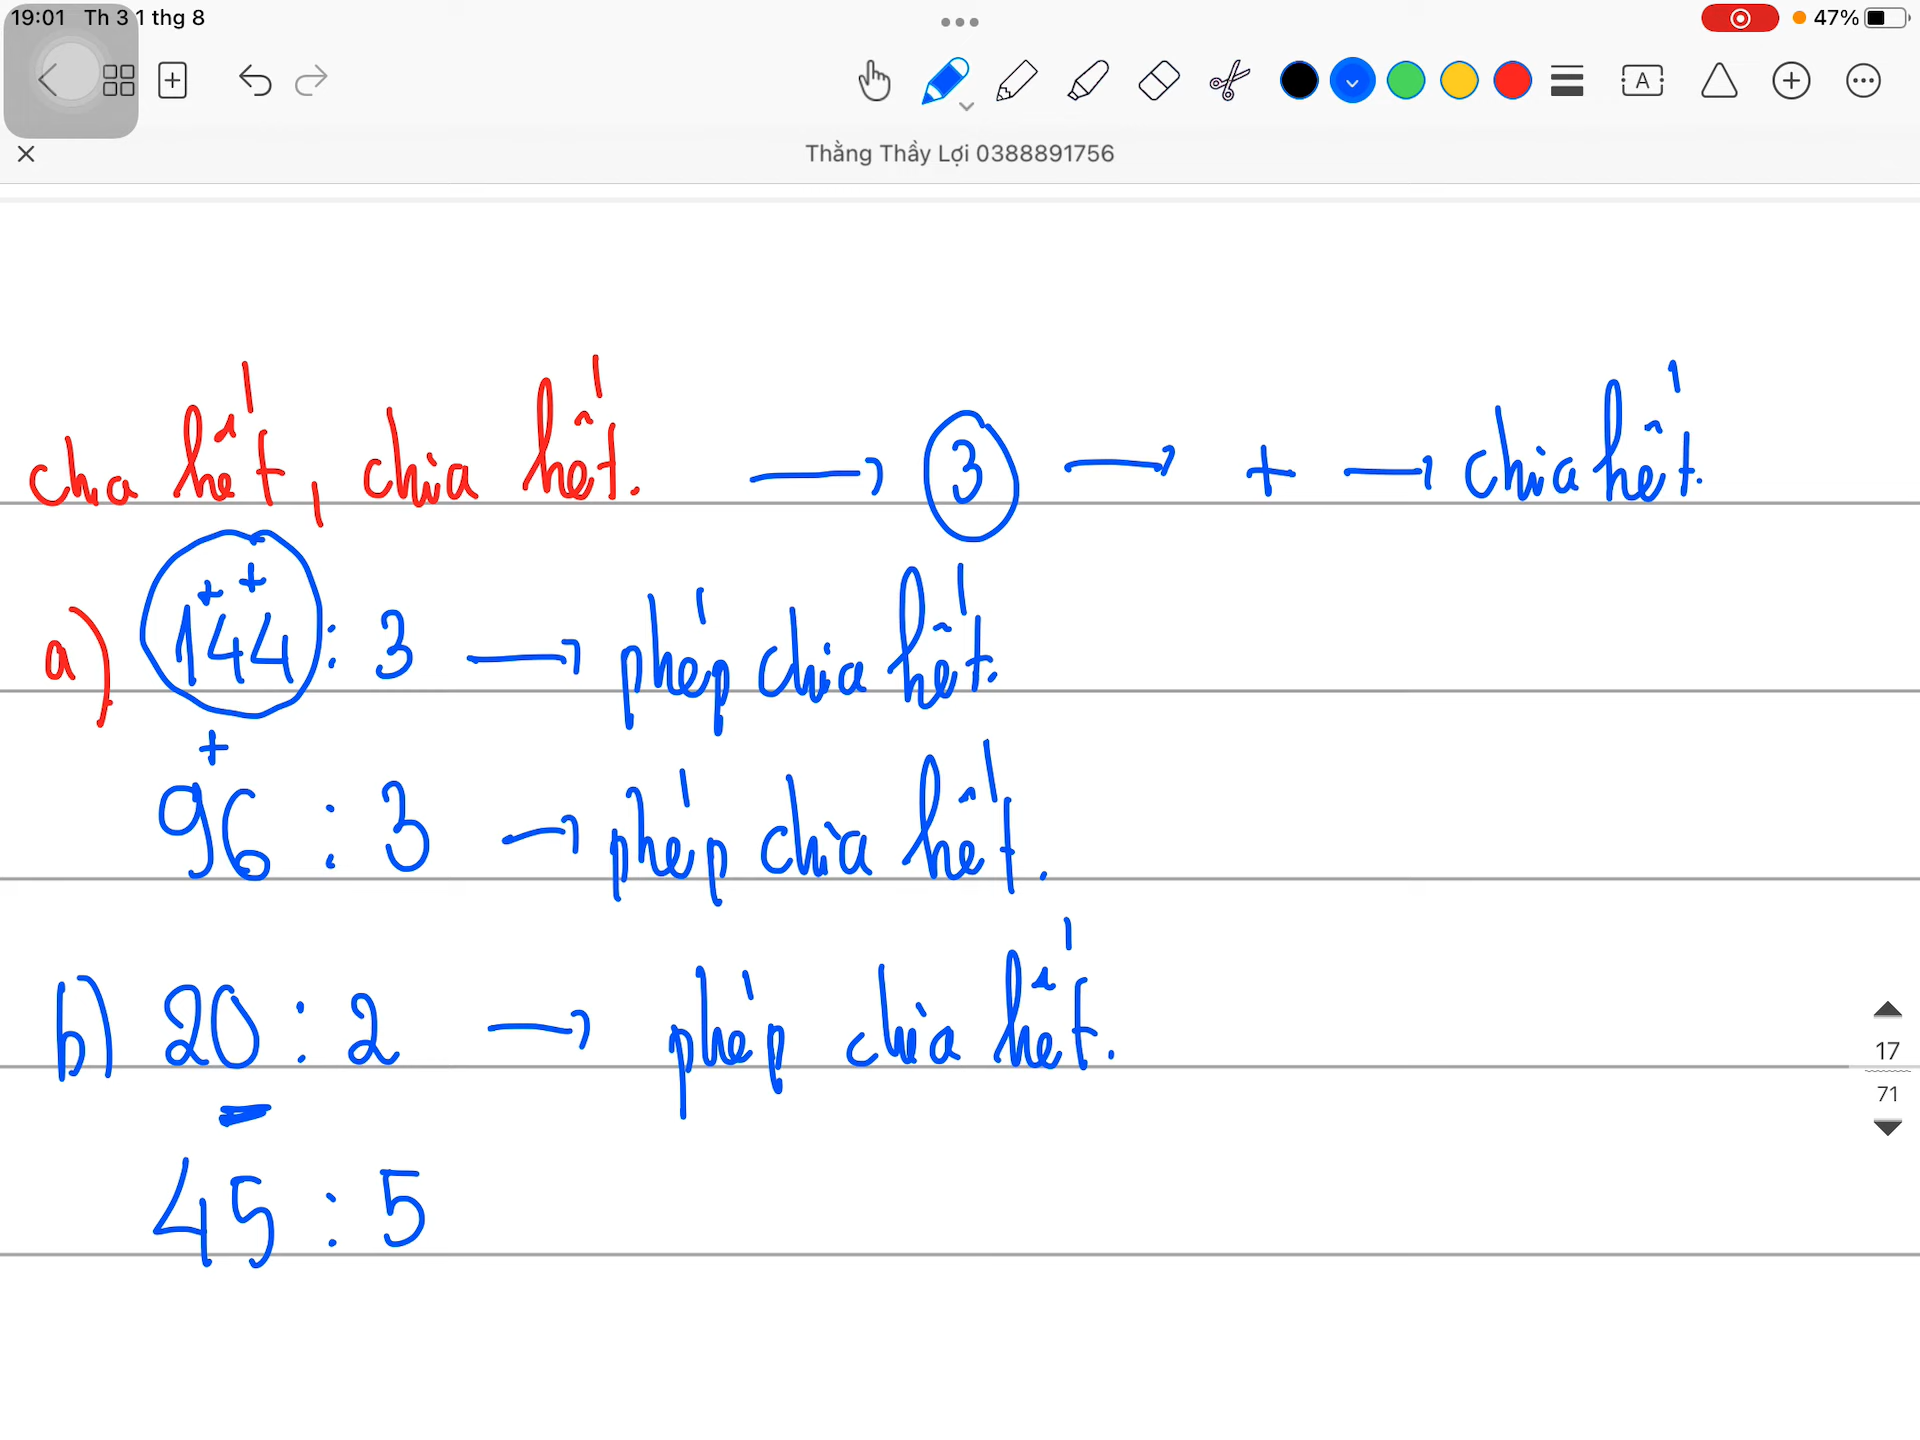 19:01 Th 3 1 thg 8
47%
A
Thằng Thầy Lợi 0388891756
cha hết, chia hết. → 3 → + → chia hết.
+ +
a) 144 : 3 → phép chia hết.
+
96 : 3 → phép chia hết.
b) 20 : 2 → phép chia hết.
45 : 5
17
71